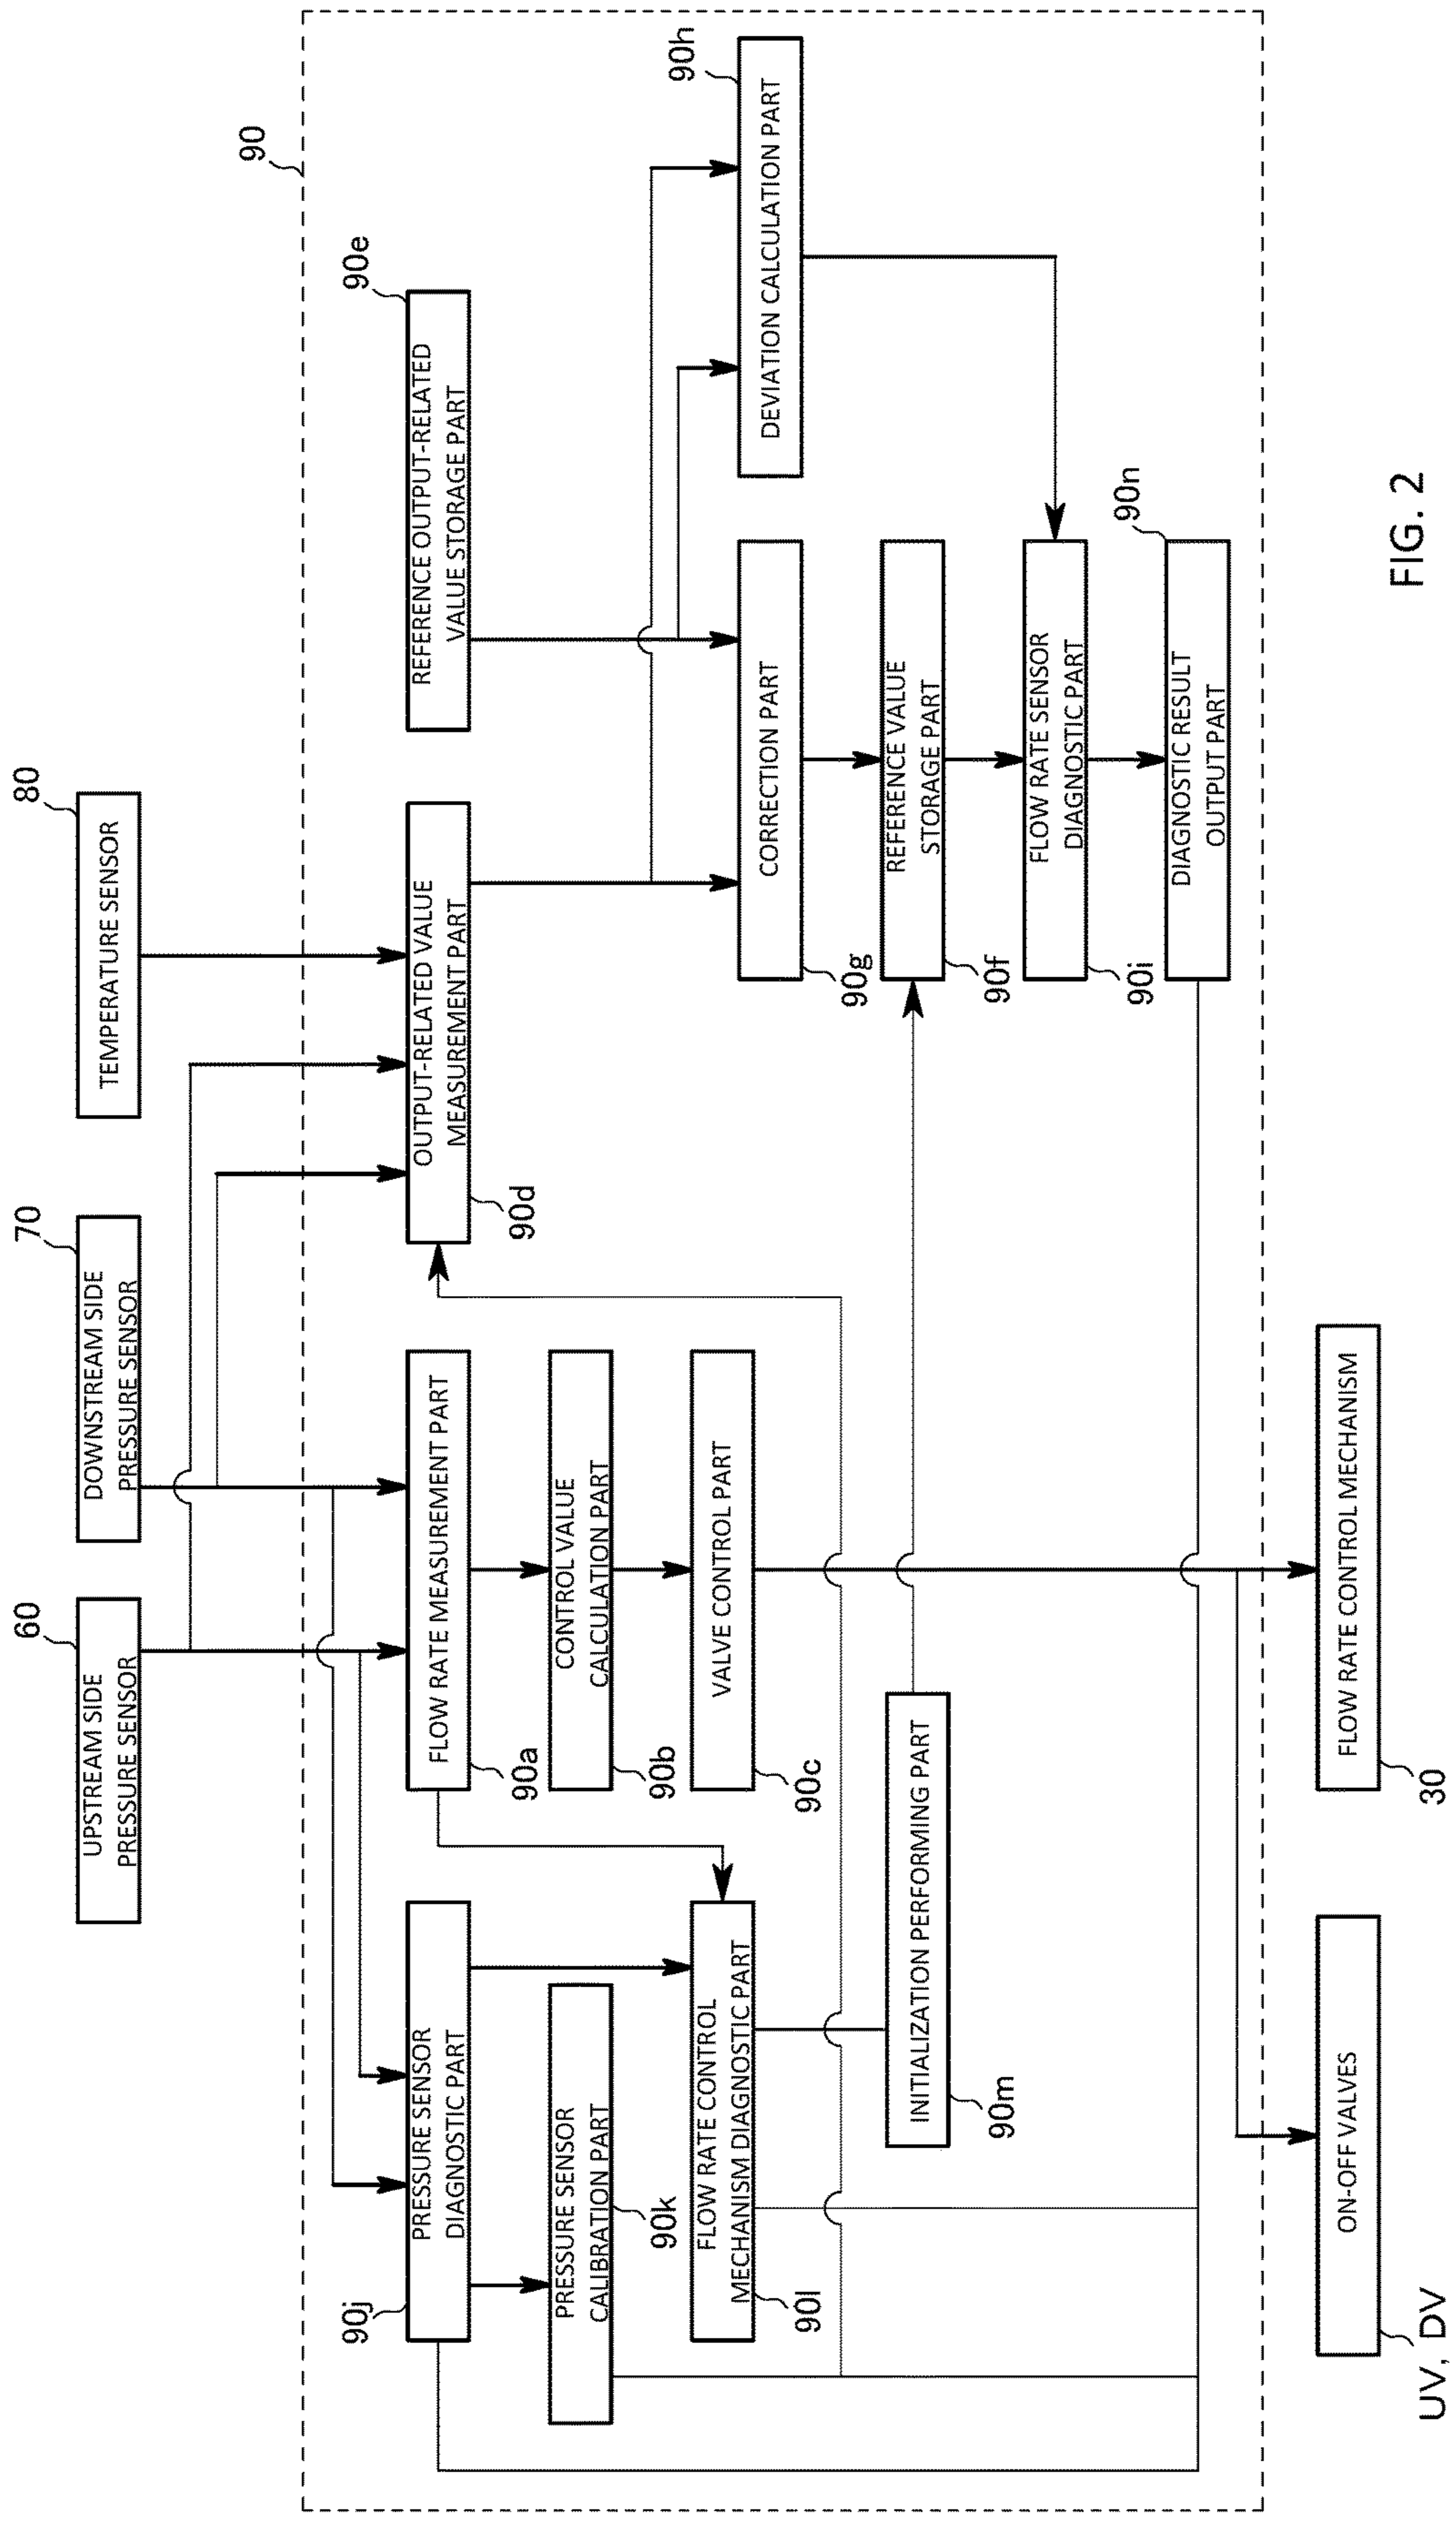 60
UPSTREAM SIDE
PRESSURE SENSOR
70
DOWNSTREAM SIDE
PRESSURE SENSOR
80
TEMPERATURE SENSOR
90
90j
PRESSURE SENSOR
DIAGNOSTIC PART
FLOW RATE MEASUREMENT PART
90a
OUTPUT-RELATED VALUE
MEASUREMENT PART
90d
REFERENCE OUTPUT-RELATED
VALUE STORAGE PART
90e
PRESSURE SENSOR
CALIBRATION PART
90k
CONTROL VALUE
CALCULATION PART
90b
FLOW RATE CONTROL
MECHANISM DIAGNOSTIC PART
90l
VALVE CONTROL PART
90c
CORRECTION PART
90g
DEVIATION CALCULATION PART
90h
INITIALIZATION PERFORMING PART
90m
REFERENCE VALUE
STORAGE PART
90f
FLOW RATE SENSOR
DIAGNOSTIC PART
90i
DIAGNOSTIC RESULT
OUTPUT PART
90n
ON-OFF VALVES
UV, DV
FLOW RATE CONTROL MECHANISM
30
FIG. 2